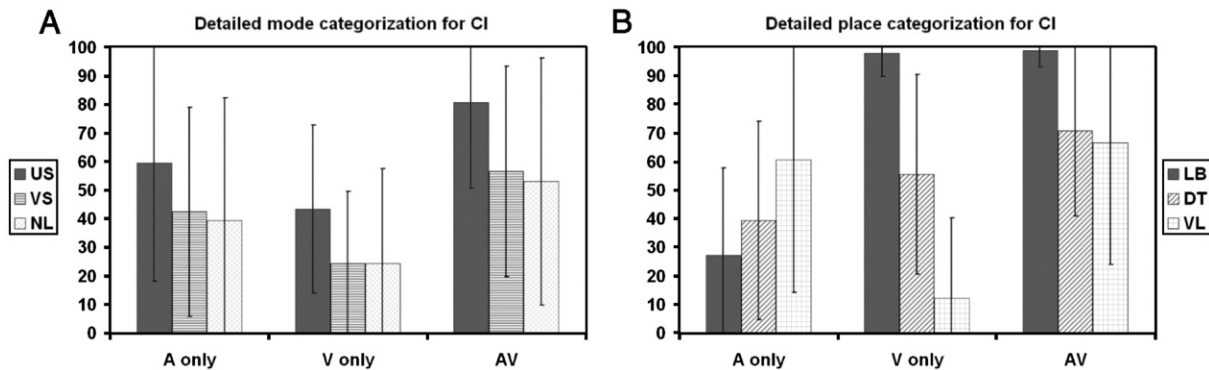 A
Detailed mode categorization for CI
100
90
80
70
60
50
40
30
20
10
0
A only V only AV
US
VS
NL
B
Detailed place categorization for CI
100
90
80
70
60
50
40
30
20
10
0
A only V only AV
LB
DT
VL